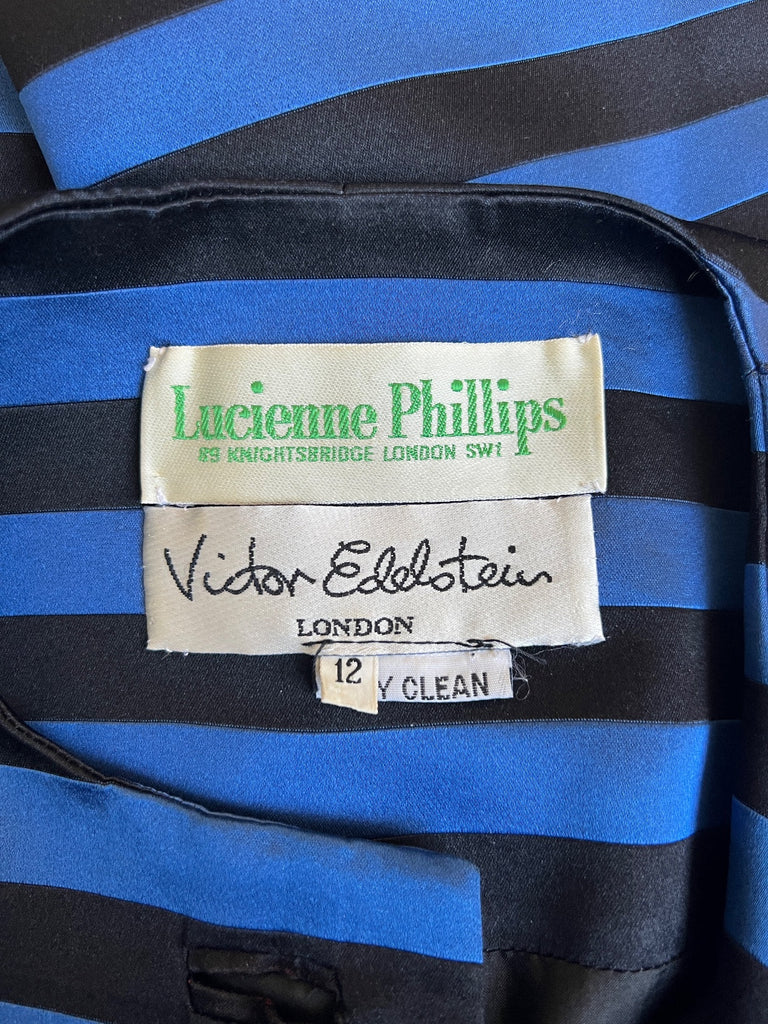 Lucienne Phillips
89 KNIGHTSBRIDGE LONDON SW1
Victor Edelstein
LONDON
12
Y CLEAN